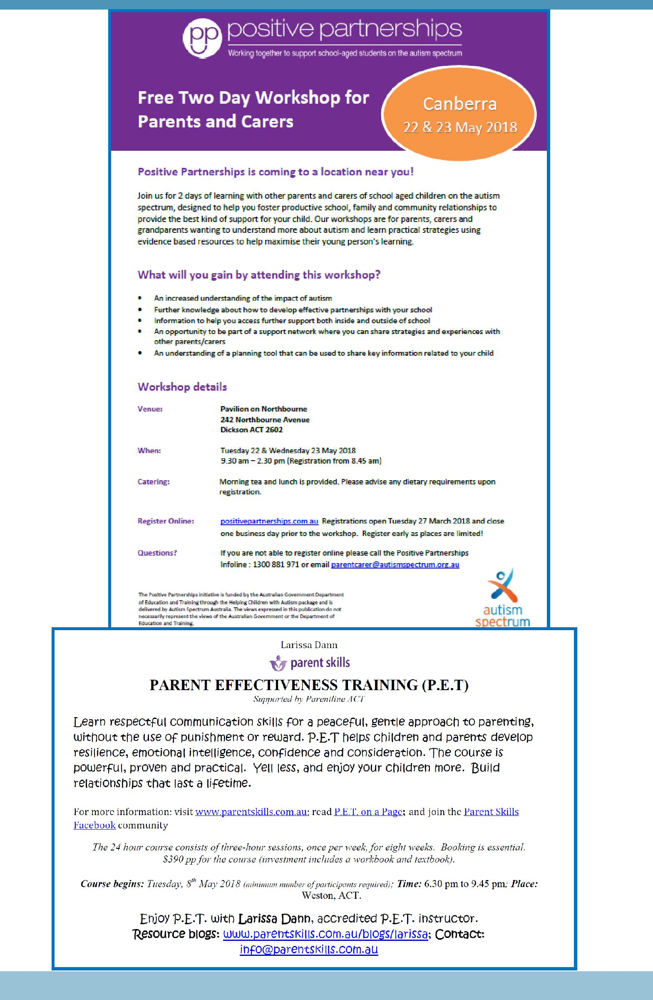 pp
positive partnerships
Working together to support school-aged students on the autism spectrum
Free Two Day Workshop for
Parents and Carers
Canberra
22 & 23 May 2018
Positive Partnerships is coming to a location near you!
Join us for 2 days of learning with other parents and carers of school aged children on the autism
spectrum, designed to help you foster productive school, family and community relationships to
provide the best kind of support for your child. Our workshops are for parents, carers and
grandparents wanting to understand more about autism and learn practical strategies using
evidence based resources to help maximise their young person's learning.
What will you gain by attending this workshop?
• An increased understanding of the impact of autism
• Further knowledge about how to develop effective partnerships with your school
• Information to help you access further support both inside and outside of school
• An opportunity to be part of a support network where you can share strategies and experiences with
other parents/carers
• An understanding of a planning tool that can be used to share key information related to your child
Workshop details
Venue: Pavilion on Northbourne
242 Northbourne Avenue
Dickson ACT 2602
When: Tuesday 22 & Wednesday 23 May 2018
9.30 am – 2.30 pm (Registration from 8.45 am)
Catering: Morning tea and lunch is provided. Please advise any dietary requirements upon
registration.
Register Online: positivepartnerships.com.au Registrations open Tuesday 27 March 2018 and close
one business day prior to the workshop. Register early as places are limited!
Questions? If you are not able to register online please call the Positive Partnerships
Infoline : 1300 881 971 or email parentcarer@autismspectrum.org.au
The Positive Partnerships initiative is funded by the Australian Government Department
of Education and Training through the Helping Children with Autism package and is
delivered by Autism Spectrum Australia. The views expressed in this publication do not
necessarily represent the views of the Australian Government or the Department of
Education and Training.
autism
spectrum
Larissa Dann
parent skills
PARENT EFFECTIVENESS TRAINING (P.E.T)
Supported by Parentline ACT
Learn respectful communication skills for a peaceful, gentle approach to parenting,
without the use of punishment or reward. P.E.T helps children and parents develop
resilience, emotional intelligence, confidence and consideration. The course is
powerful, proven and practical. Yell less, and enjoy your children more. Build
relationships that last a lifetime.
For more information: visit www.parentskills.com.au; read P.E.T. on a Page; and join the Parent Skills
Facebook community
The 24 hour course consists of three-hour sessions, once per week, for eight weeks. Booking is essential.
$390 pp for the course (investment includes a workbook and textbook).
Course begins: Tuesday, 8th May 2018 (minimum number of participants required); Time: 6.30 pm to 9.45 pm; Place:
Weston, ACT.
Enjoy P.E.T. with Larissa Dann, accredited P.E.T. instructor.
Resource blogs: www.parentskills.com.au/blogs/larissa; Contact:
info@parentskills.com.au